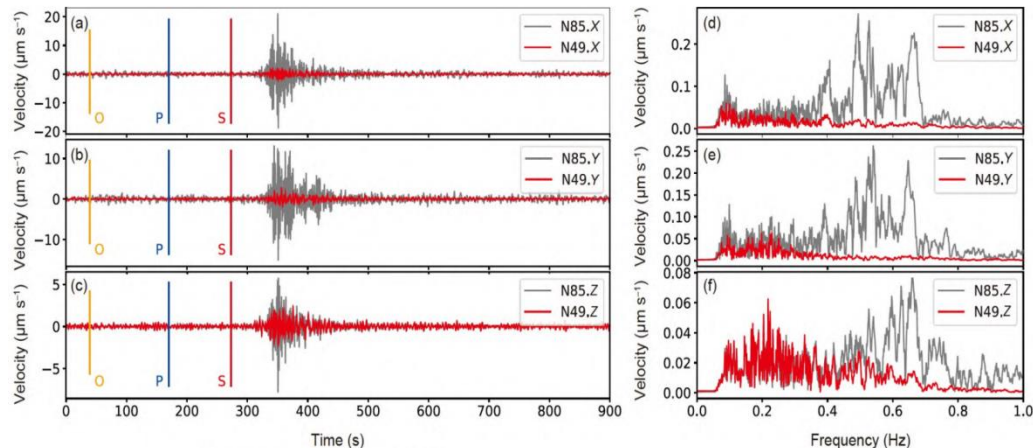 (a)
N85.X
N49.X
Velocity (μm s⁻¹)
20
10
0
−10
−20
O
P
S
(b)
N85.Y
N49.Y
Velocity (μm s⁻¹)
10
0
−10
O
P
S
(c)
N85.Z
N49.Z
Velocity (μm s⁻¹)
5
0
−5
O
P
S
0 100 200 300 400 500 600 700 800 900
Time (s)
(d)
N85.X
N49.X
Velocity (μm s⁻¹)
0.2
0.1
0.0
(e)
N85.Y
N49.Y
Velocity (μm s⁻¹)
0.25
0.20
0.15
0.10
0.05
0.00
(f)
N85.Z
N49.Z
Velocity (μm s⁻¹)
0.08
0.06
0.04
0.02
0.00
0.0 0.2 0.4 0.6 0.8 1.0
Frequency (Hz)